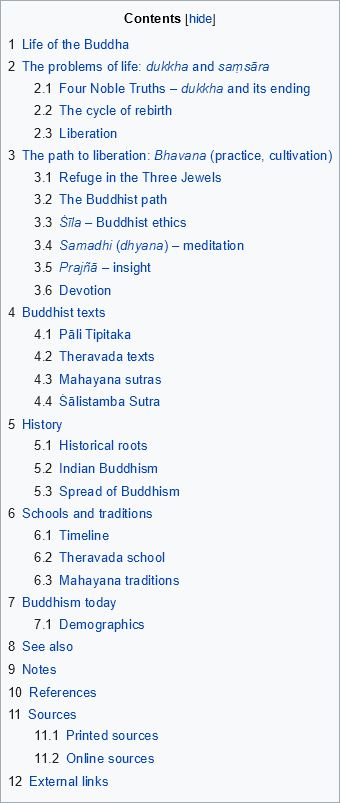 Contents [hide]
1 Life of the Buddha
2 The problems of life: dukkha and saṃsāra
2.1 Four Noble Truths – dukkha and its ending
2.2 The cycle of rebirth
2.3 Liberation
3 The path to liberation: Bhavana (practice, cultivation)
3.1 Refuge in the Three Jewels
3.2 The Buddhist path
3.3 Śīla – Buddhist ethics
3.4 Samadhi (dhyana) – meditation
3.5 Prajñā – insight
3.6 Devotion
4 Buddhist texts
4.1 Pāli Tipitaka
4.2 Theravada texts
4.3 Mahayana sutras
4.4 Śālistamba Sutra
5 History
5.1 Historical roots
5.2 Indian Buddhism
5.3 Spread of Buddhism
6 Schools and traditions
6.1 Timeline
6.2 Theravada school
6.3 Mahayana traditions
7 Buddhism today
7.1 Demographics
8 See also
9 Notes
10 References
11 Sources
11.1 Printed sources
11.2 Online sources
12 External links